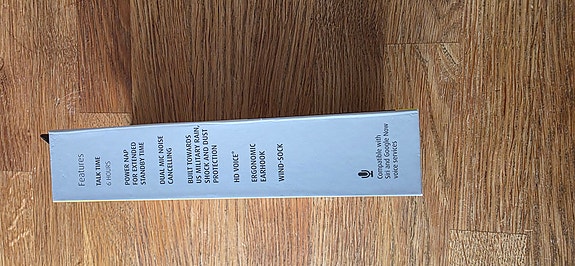 Features
TALK TIME
6 HOURS
POWER NAP
FOR EXTENDED
STANDBY TIME
DUAL MIC NOISE
CANCELLING
BUILT TOWARDS
US MILITARY RAIN,
SHOCK AND DUST
PROTECTION
HD VOICE*
ERGONOMIC
EARHOOK
WIND-SOCK
Compatible with
Siri and Google Now
voice services